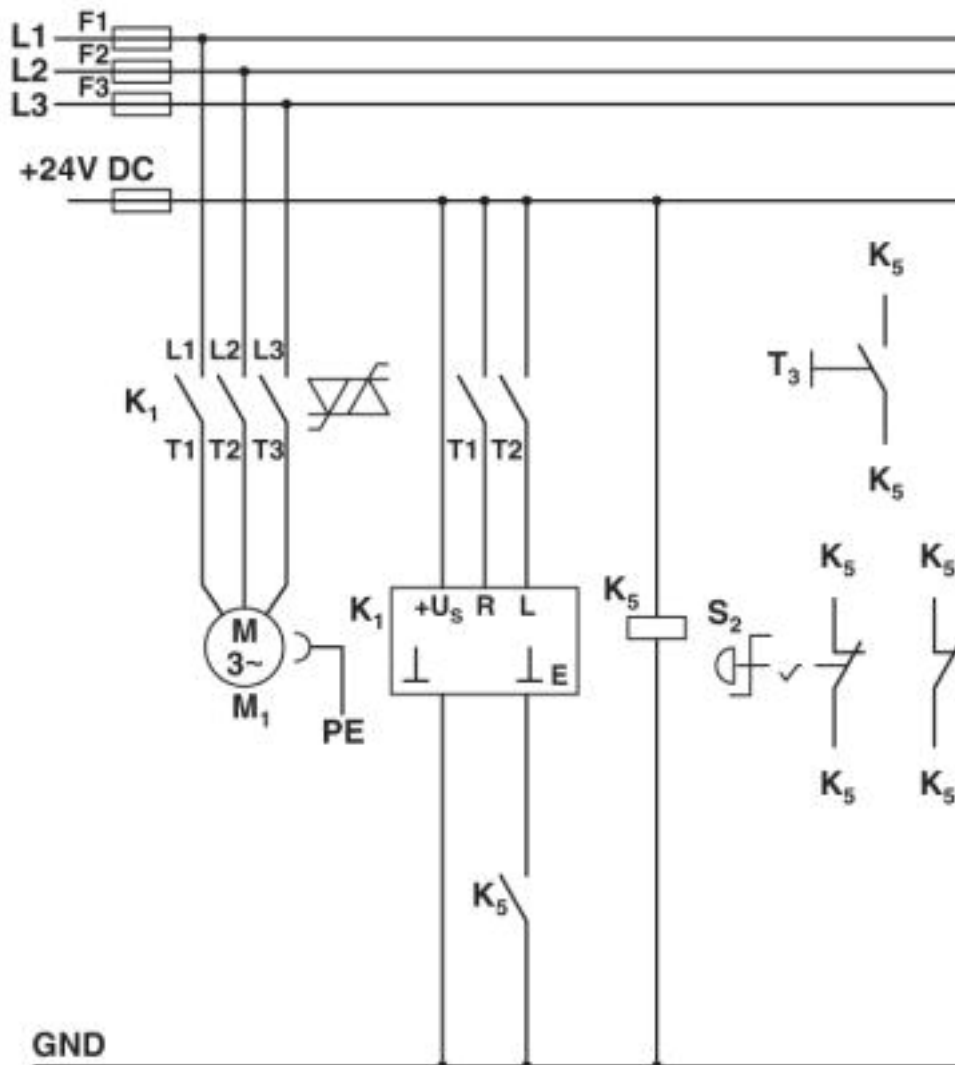 L1 F1
L2 F2
L3 F3
+24V DC
K5
L1 L2 L3
T3
K1
T1 T2 T3 T1 T2
K5
K5 K5
K1 +US R L K5 S2
M
3~
E
M1
PE
K5 K5
K5
GND